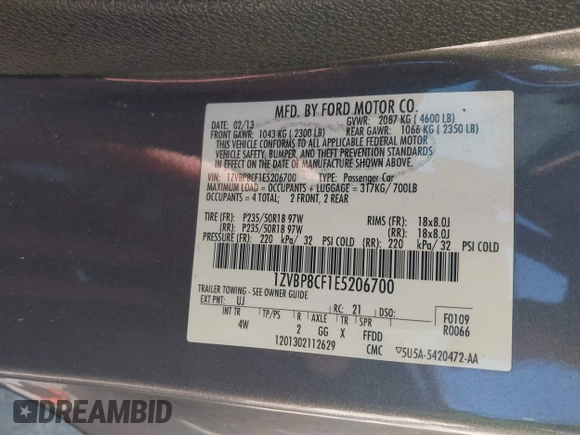 MFD. BY FORD MOTOR CO.
DATE: 02/13 GVWR: 2087 KG ( 4600 LB)
FRONT GAWR: 1043 KG ( 2300 LB) REAR GAWR: 1066 KG ( 2350 LB)
THIS VEHICLE CONFORMS TO ALL APPLICABLE FEDERAL MOTOR
VEHICLE SAFETY, BUMPER, AND THEFT PREVENTION STANDARDS
IN EFFECT ON THE DATE OF MANUFACTURE SHOWN ABOVE.
VIN: 1ZVBP8CF1E5206700 TYPE: Passenger Car
MAXIMUM LOAD = OCCUPANTS + LUGGAGE = 317KG/700LB
OCCUPANTS = 4 TOTAL: 2 FRONT, 2 REAR
TIRE (FR): P235/50R18 97W RIMS (FR): 18x8.0J
(RR): P235/50R18 97W (RR): 18x8.0J
PRESSURE (FR): 220 kPa/ 32 PSI COLD (RR): 220 kPa/ 32 PSI COLD
1ZVBP8CF1E5206700
TRAILER TOWING - SEE OWNER GUIDE
EXT PNT: UJ RC: 21 DSO: F0109
INT TR TP/PS R AXLE TR SPR R0066
4W 2 GG X FFDD
1201302112629 CMC ▽5U5A-5420472-AA
DREAMBID